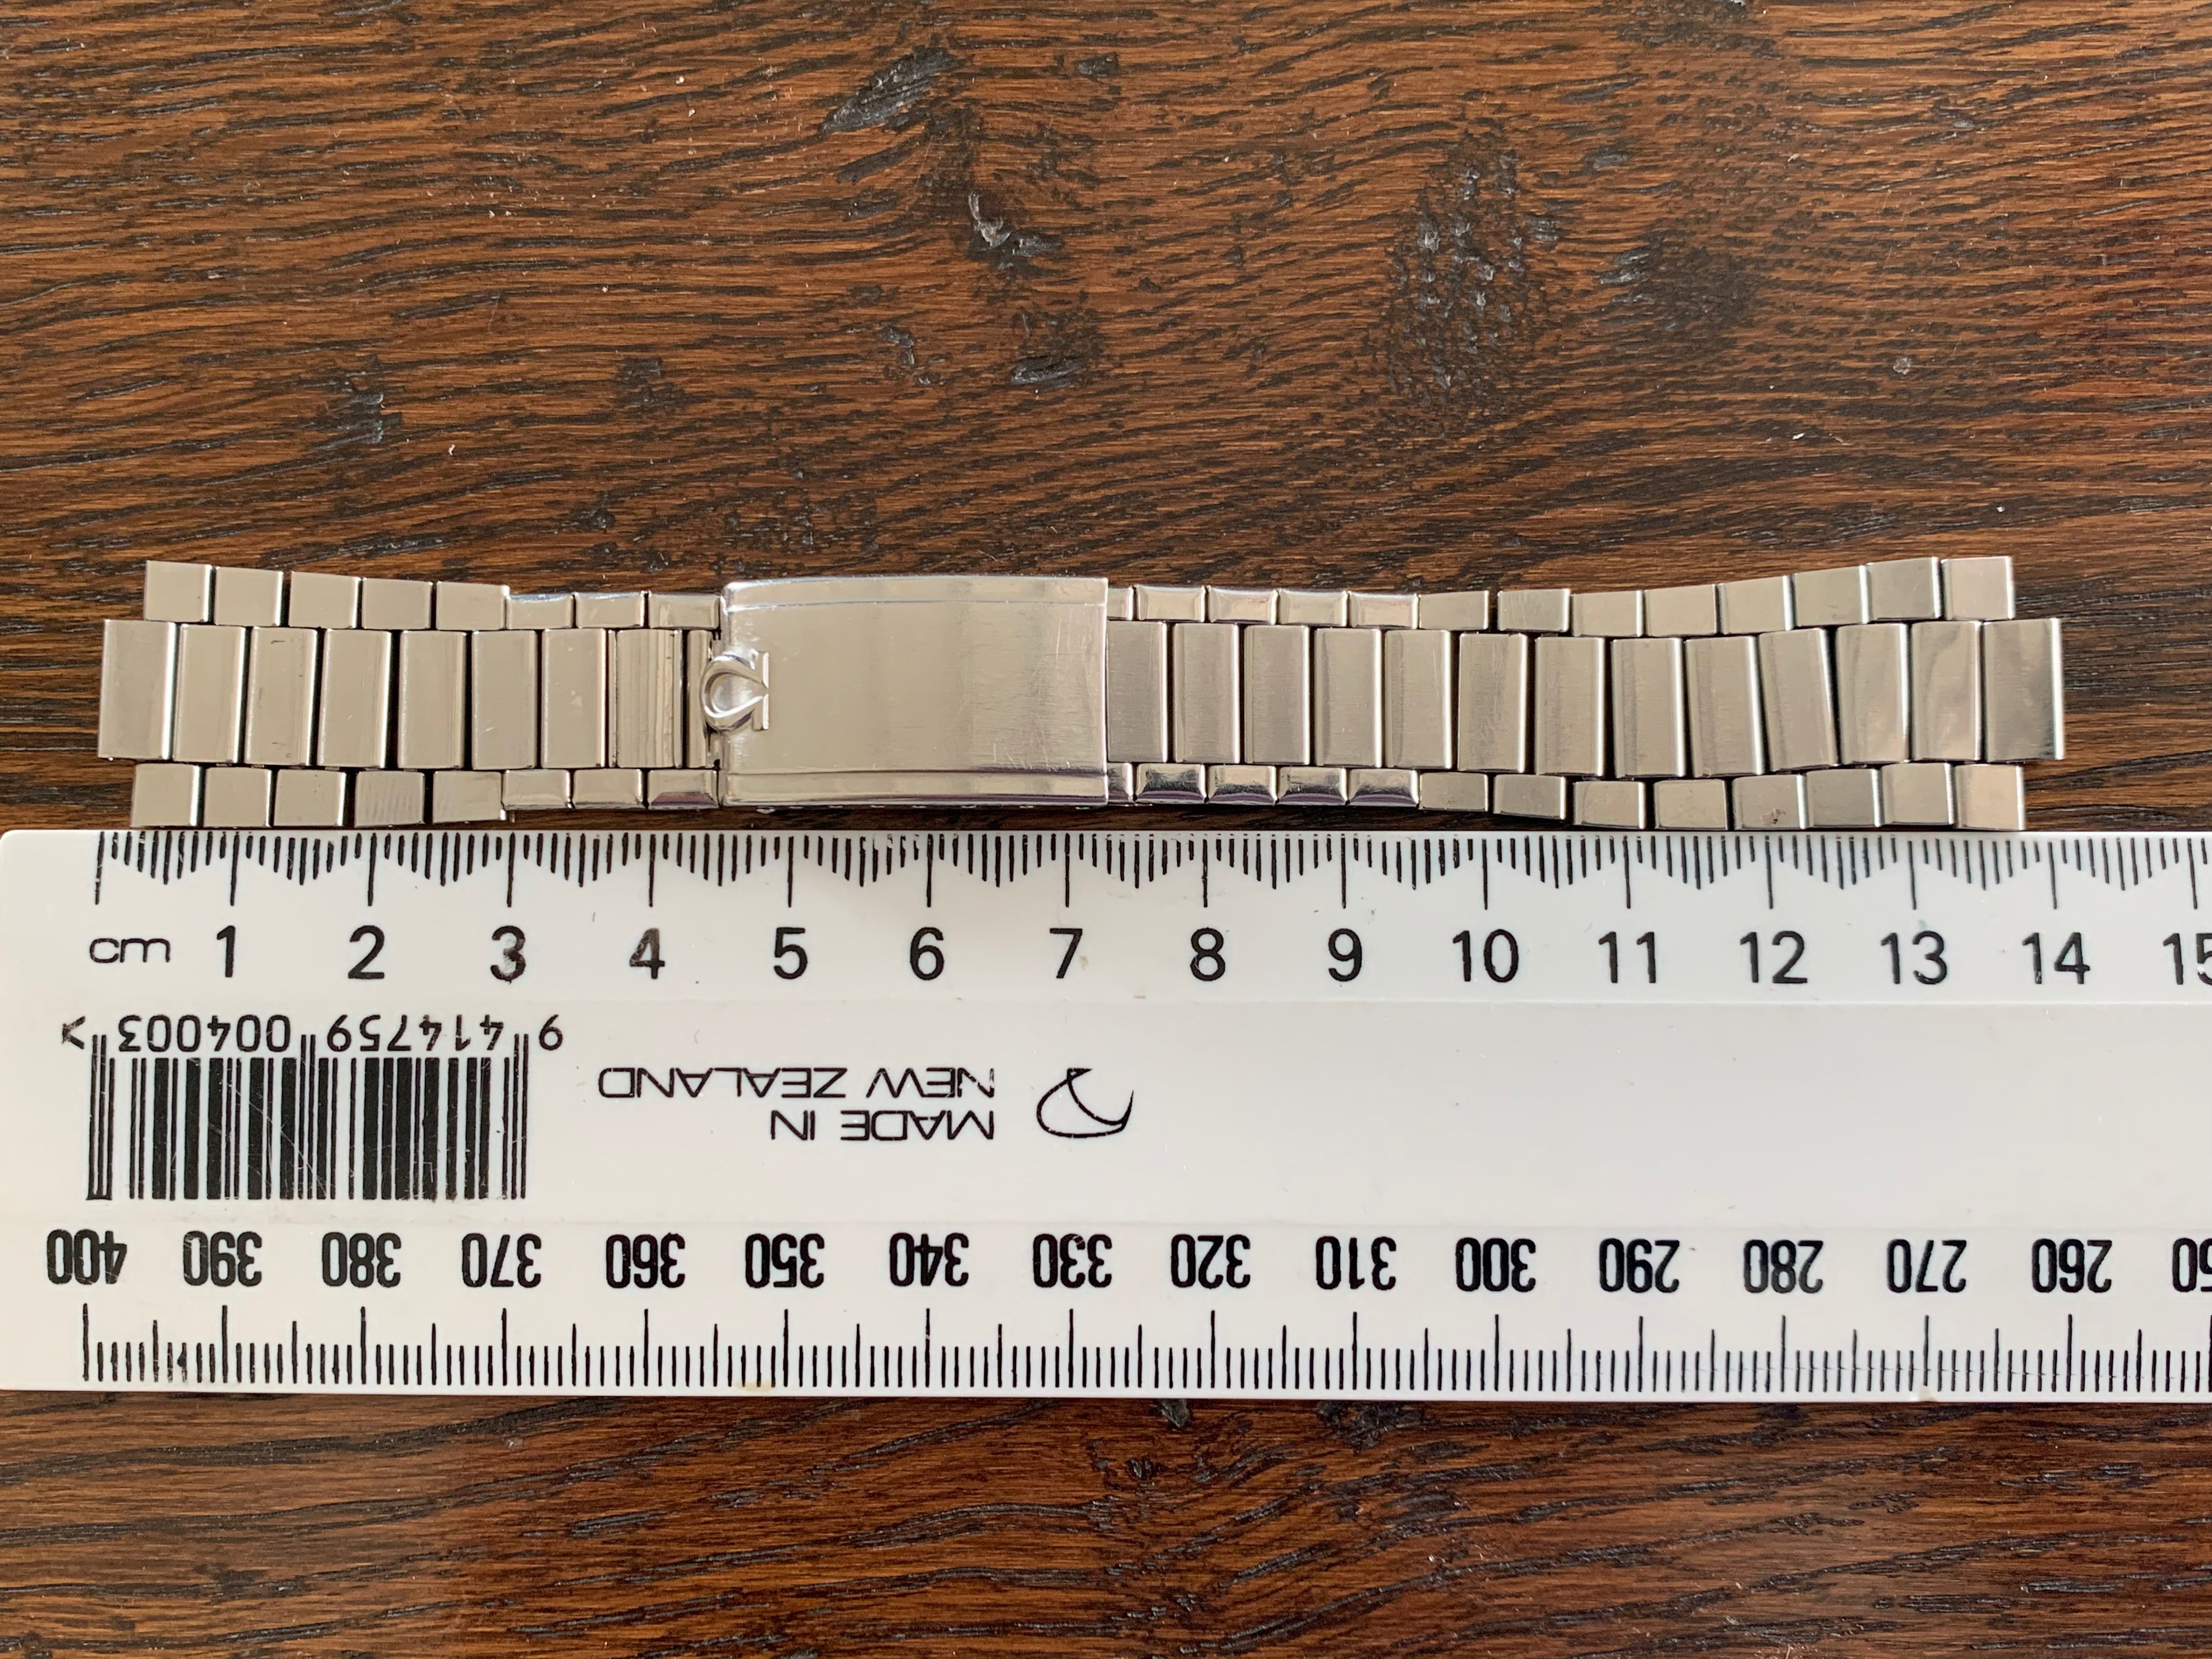 cm 1 2 3 4 5 6 7 8 9 10 11 12 13 14 15
9 414759 004003 >
MADE IN
NEW ZEALAND
400 390 380 370 360 350 340 330 320 310 300 290 280 270 260